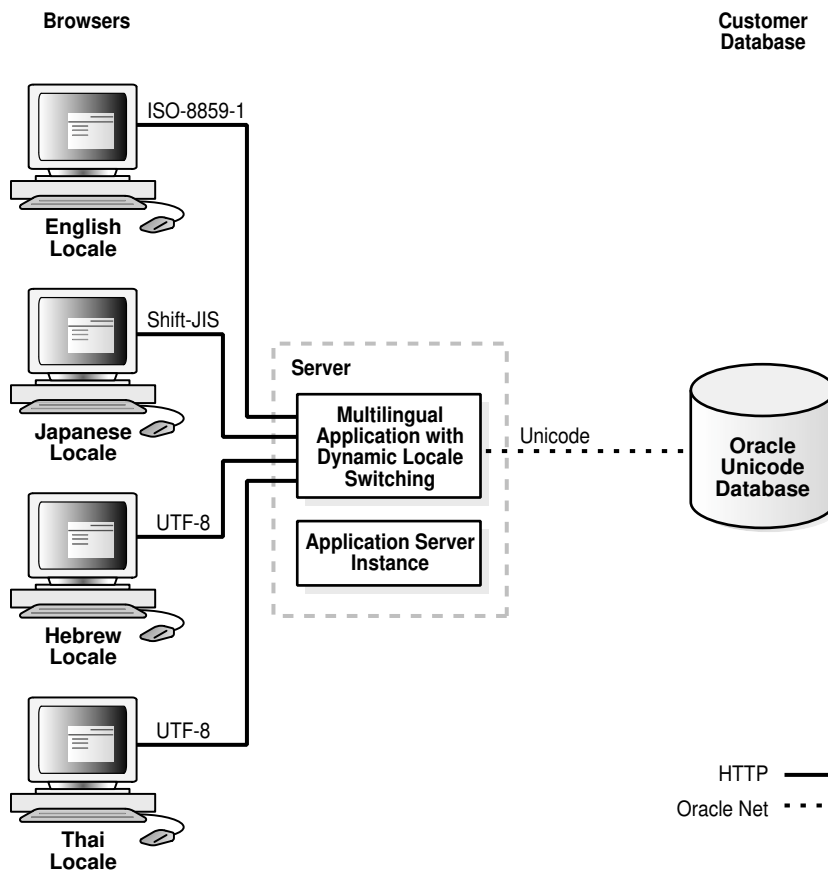 Browsers
Customer
Database
ISO-8859-1
English
Locale
Shift-JIS
Japanese
Locale
Server
Multilingual
Application with
Dynamic Locale
Switching
Unicode
Oracle
Unicode
Database
UTF-8
Application Server
Instance
Hebrew
Locale
UTF-8
Thai
Locale
HTTP
Oracle Net